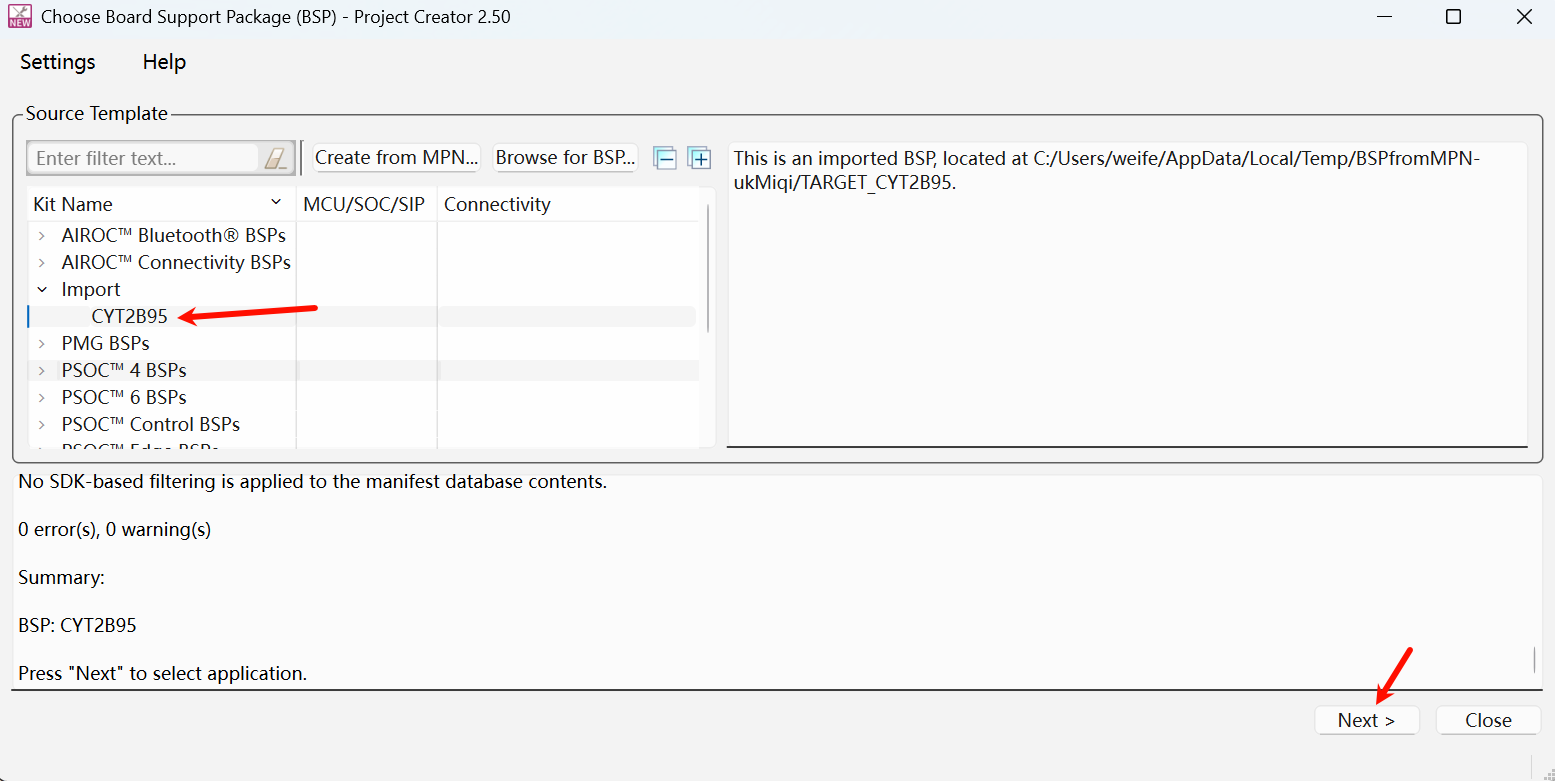 NEW
Choose Board Support Package (BSP) - Project Creator 2.50
Settings Help
Source Template
Enter filter text... Create from MPN... Browse for BSP...
Kit Name MCU/SOC/SIP Connectivity
AIROC™ Bluetooth® BSPs
AIROC™ Connectivity BSPs
Import
CYT2B95
PMG BSPs
PSOC™ 4 BSPs
PSOC™ 6 BSPs
PSOC™ Control BSPs
PSOC™ Edge BSPs
This is an imported BSP, located at C:/Users/weife/AppData/Local/Temp/BSPfromMPN-
ukMiqi/TARGET_CYT2B95.
No SDK-based filtering is applied to the manifest database contents.
0 error(s), 0 warning(s)
Summary:
BSP: CYT2B95
Press "Next" to select application.
Next > Close